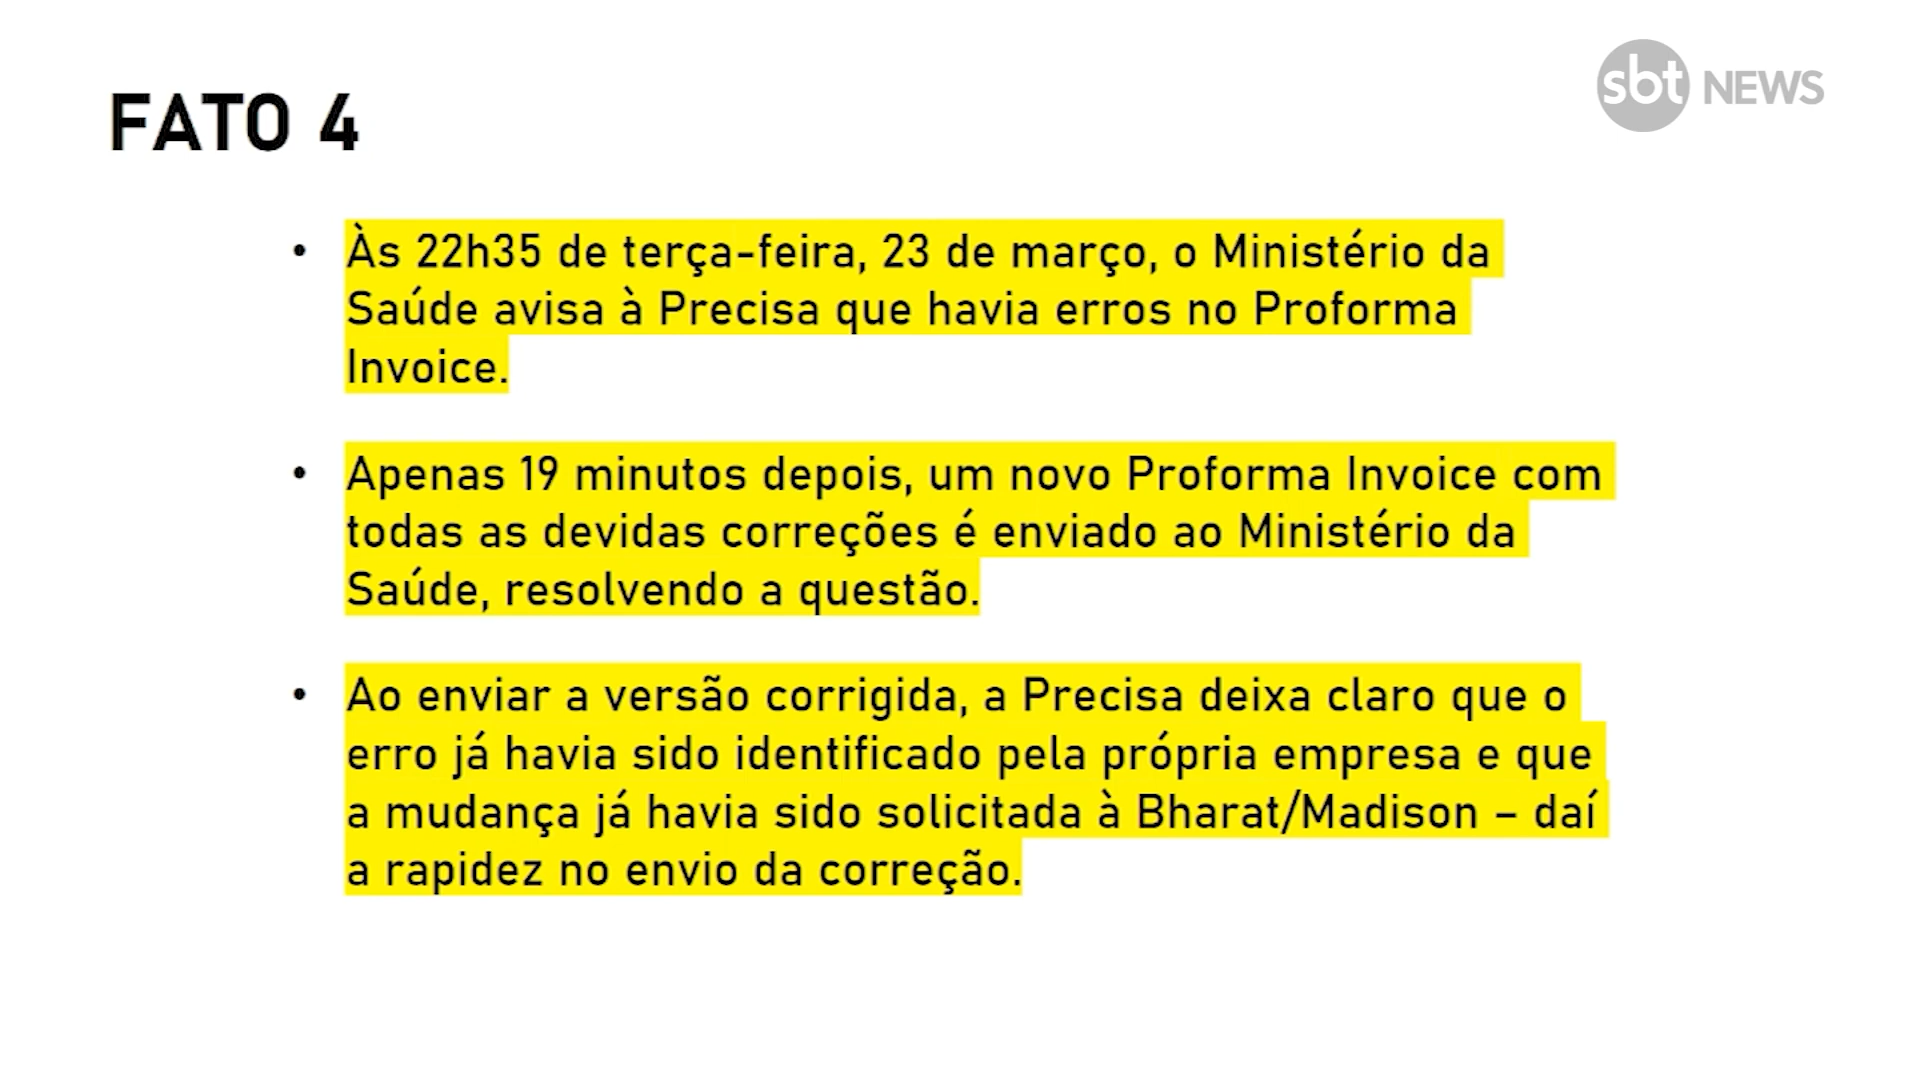 sbt NEWS
FATO 4
• Às 22h35 de terça-feira, 23 de março, o Ministério da
Saúde avisa à Precisa que havia erros no Proforma
Invoice.
• Apenas 19 minutos depois, um novo Proforma Invoice com
todas as devidas correções é enviado ao Ministério da
Saúde, resolvendo a questão.
• Ao enviar a versão corrigida, a Precisa deixa claro que o
erro já havia sido identificado pela própria empresa e que
a mudança já havia sido solicitada à Bharat/Madison – daí
a rapidez no envio da correção.